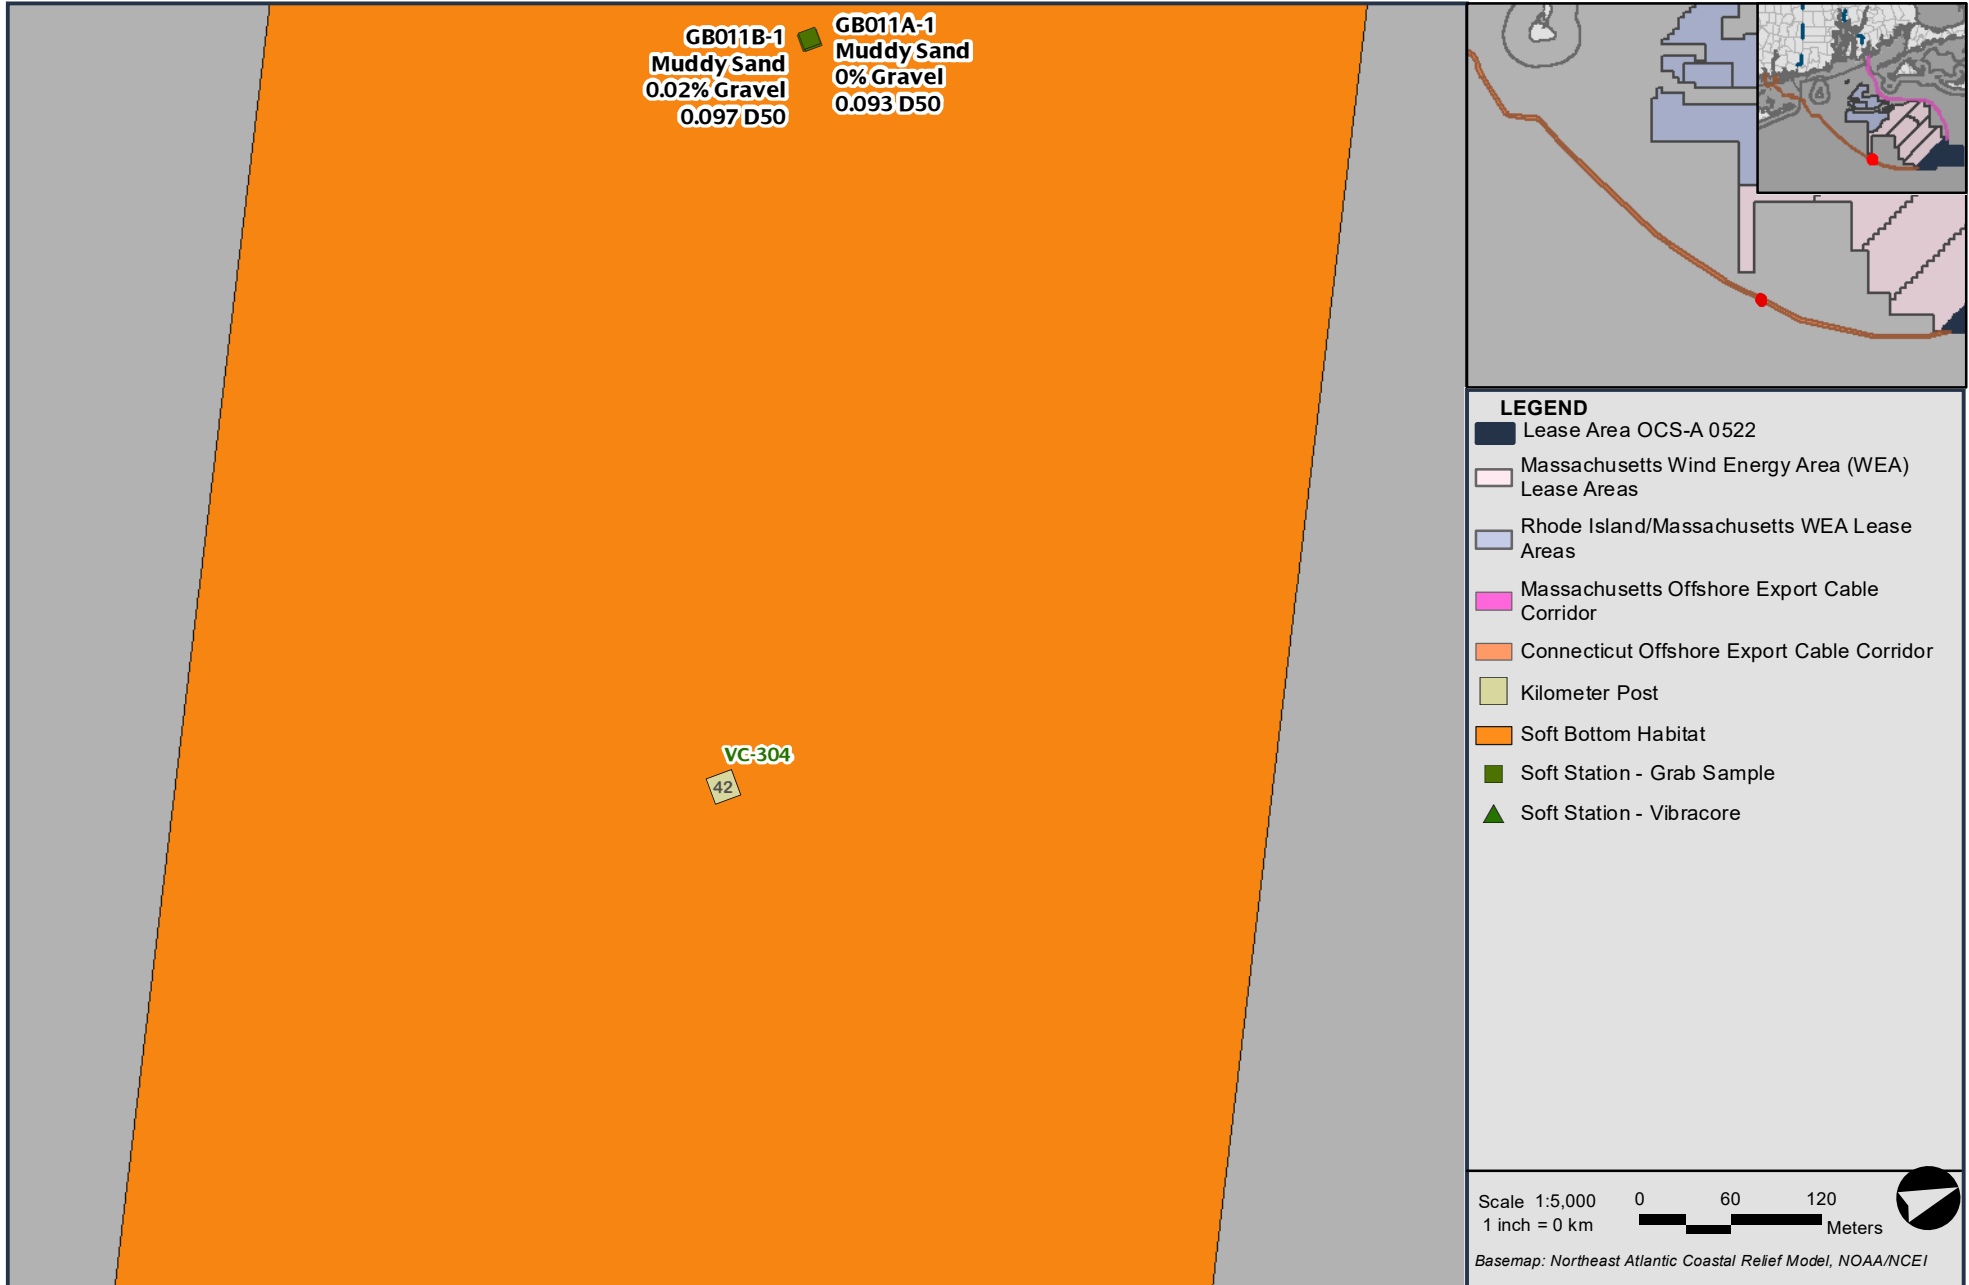 GB011B-1
Muddy Sand
0.02% Gravel
0.097 D50
GB011A-1
Muddy Sand
0% Gravel
0.093 D50
VC-304
42
LEGEND
Lease Area OCS-A 0522
Massachusetts Wind Energy Area (WEA)
Lease Areas
Rhode Island/Massachusetts WEA Lease
Areas
Massachusetts Offshore Export Cable
Corridor
Connecticut Offshore Export Cable Corridor
Kilometer Post
Soft Bottom Habitat
Soft Station - Grab Sample
Soft Station - Vibracore
Scale 1:5,000
1 inch = 0 km
0 60 120
Meters
Basemap: Northeast Atlantic Coastal Relief Model, NOAA/NCEI